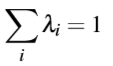 ∑_i λ_i = 1